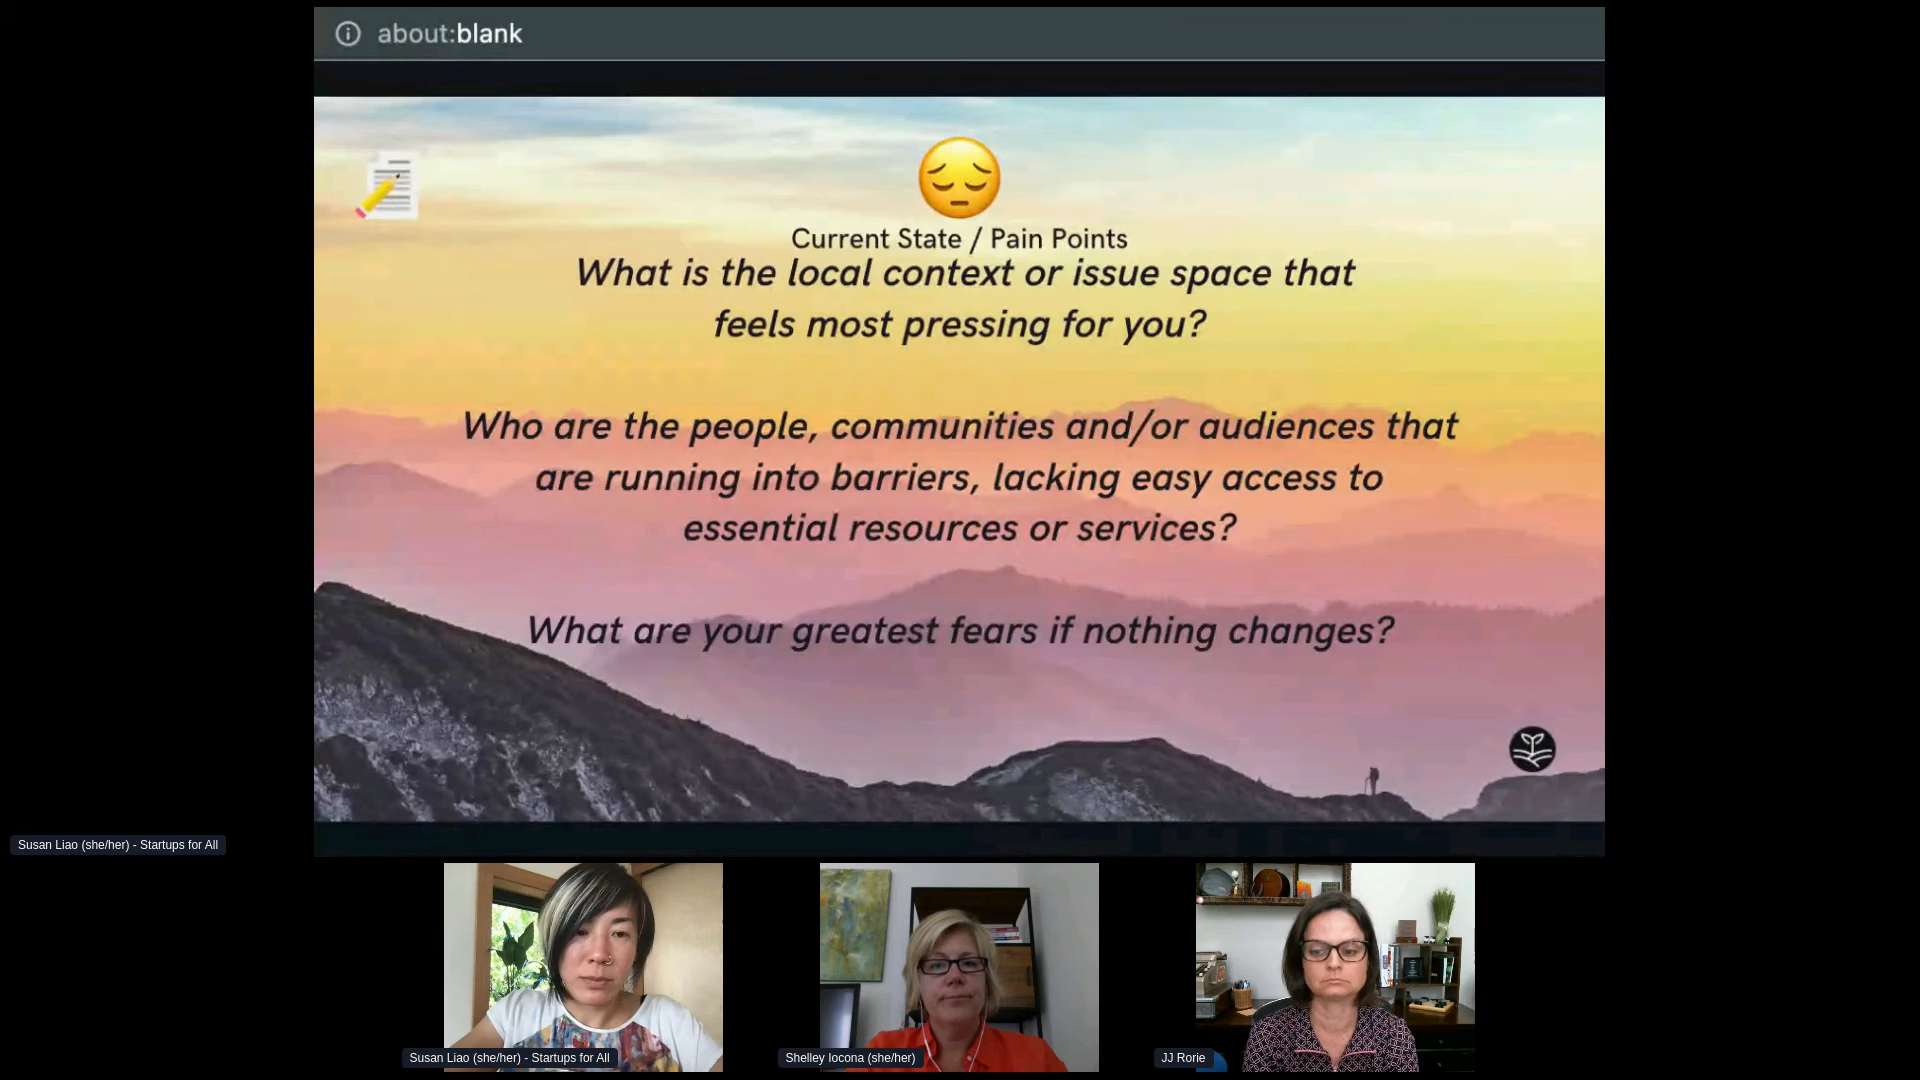 about:blank
Current State / Pain Points
What is the local context or issue space that
feels most pressing for you?
Who are the people, communities and/or audiences that
are running into barriers, lacking easy access to
essential resources or services?
What are your greatest fears if nothing changes?
Susan Liao (she/her) - Startups for All
Susan Liao (she/her) - Startups for All
Shelley Iocona (she/her)
JJ Rorie